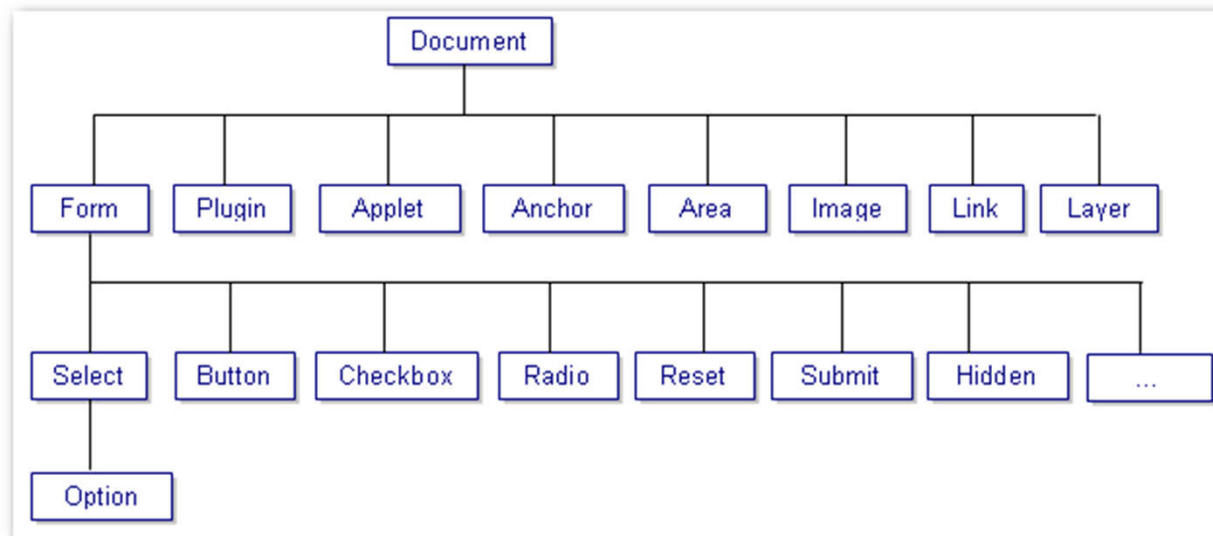 Document
Form Plugin Applet Anchor Area Image Link Layer
Select Button Checkbox Radio Reset Submit Hidden ...
Option